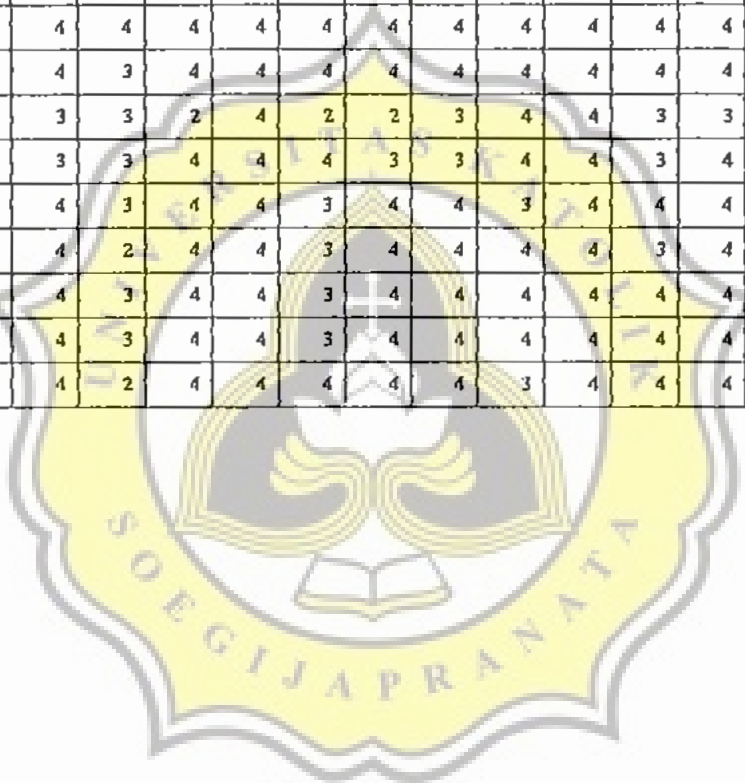 4 4 4 4 4 4 4 4 4 4 4
4 3 4 4 4 4 4 4 4 4 4
3 3 2 4 2 2 3 4 4 3 3
3 3 4 4 4 3 3 4 4 3 4
4 3 4 4 3 4 4 3 4 4 4
4 2 4 4 3 4 4 4 4 3 4
4 3 4 4 3 4 4 4 4 4 4
4 3 4 4 3 4 4 4 4 4 4
4 2 4 4 4 4 4 3 4 4 4
UNIVERSITAS KATOLIK
SOEGIJAPRANATA